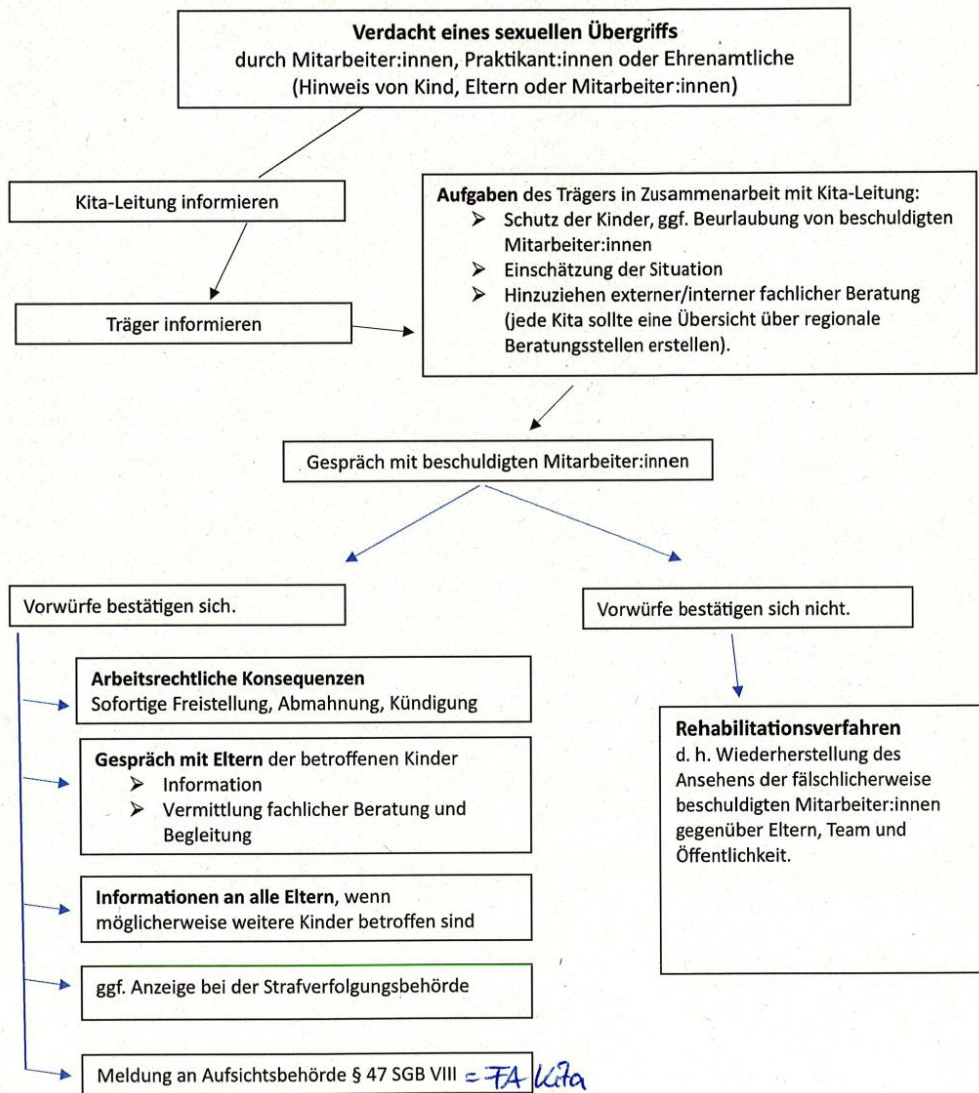 Verdacht eines sexuellen Übergriffs
durch Mitarbeiter:innen, Praktikant:innen oder Ehrenamtliche
(Hinweis von Kind, Eltern oder Mitarbeiter:innen)
Kita-Leitung informieren
Träger informieren
Aufgaben des Trägers in Zusammenarbeit mit Kita-Leitung:
➢ Schutz der Kinder, ggf. Beurlaubung von beschuldigten
Mitarbeiter:innen
➢ Einschätzung der Situation
➢ Hinzuziehen externer/interner fachlicher Beratung
(jede Kita sollte eine Übersicht über regionale
Beratungsstellen erstellen).
Gespräch mit beschuldigten Mitarbeiter:innen
Vorwürfe bestätigen sich.
Arbeitsrechtliche Konsequenzen
Sofortige Freistellung, Abmahnung, Kündigung
Gespräch mit Eltern der betroffenen Kinder
➢ Information
➢ Vermittlung fachlicher Beratung und
Begleitung
Informationen an alle Eltern, wenn
möglicherweise weitere Kinder betroffen sind
ggf. Anzeige bei der Strafverfolgungsbehörde
Meldung an Aufsichtsbehörde § 47 SGB VIII = FA Kita
Vorwürfe bestätigen sich nicht.
Rehabilitationsverfahren
d. h. Wiederherstellung des
Ansehens der fälschlicherweise
beschuldigten Mitarbeiter:innen
gegenüber Eltern, Team und
Öffentlichkeit.